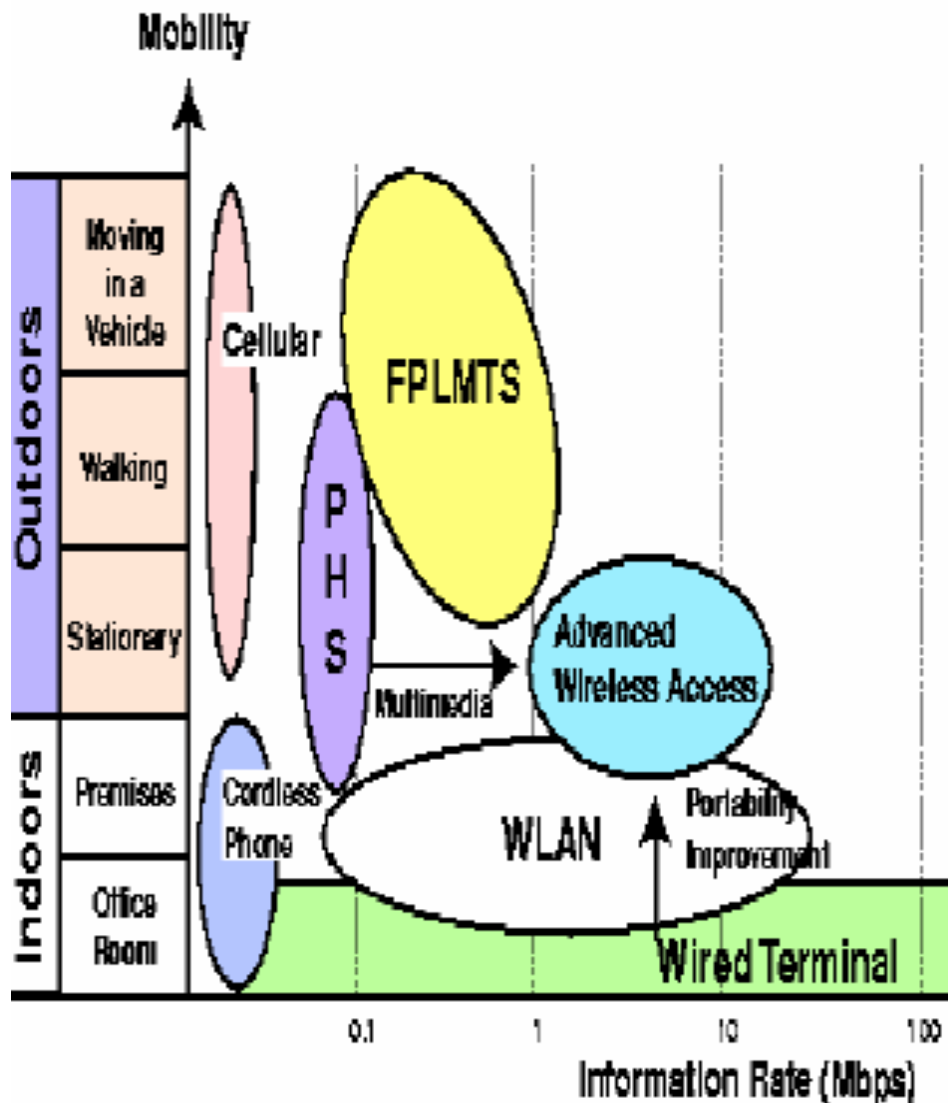 Mobility
Outdoors
Moving
in a
Vehicle
Walking
Stationary
Indoors
Premises
Office
Room
Cellular
FPLMTS
P
H
S
Multimedia
Advanced
Wireless Access
Cordless
Phone
WLAN
Portability
Improvement
Wired Terminal
0.1
1
10
100
Information Rate (Mbps)